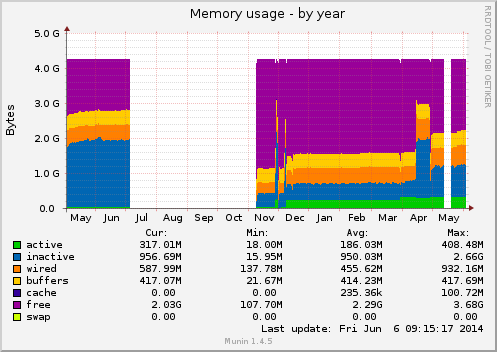 Memory usage - by year
RRDTOOL / TOBI OETIKER
Bytes
5.0 G
4.0 G
3.0 G
2.0 G
1.0 G
0.0
May Jun Jul Aug Sep Oct Nov Dec Jan Feb Mar Apr May
Cur: Min: Avg: Max:
active 317.01M 18.00M 186.03M 408.48M
inactive 956.69M 15.95M 950.03M 2.66G
wired 587.99M 137.78M 455.62M 932.16M
buffers 417.07M 21.67M 414.23M 417.69M
cache 0.00 0.00 235.36k 100.72M
free 2.03G 107.70M 2.29G 3.68G
swap 0.00 0.00 0.00 0.00
Last update: Fri Jun 6 09:15:17 2014
Munin 1.4.5